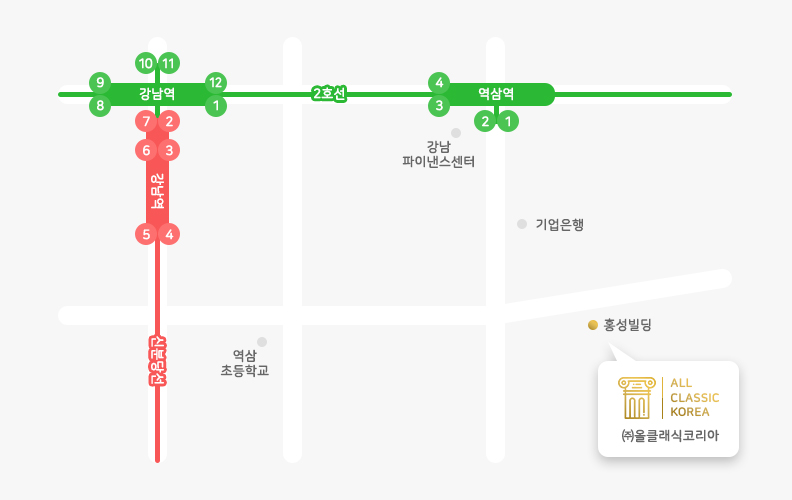 10 11
9 강남역 12
8 1
2호선
4 역삼역
3
2 1
7 2
6 3
강남역
5 4
신분당선
강남
파이낸스센터
기업은행
역삼
초등학교
홍성빌딩
ALL
CLASSIC
KOREA
㈜올클래식코리아